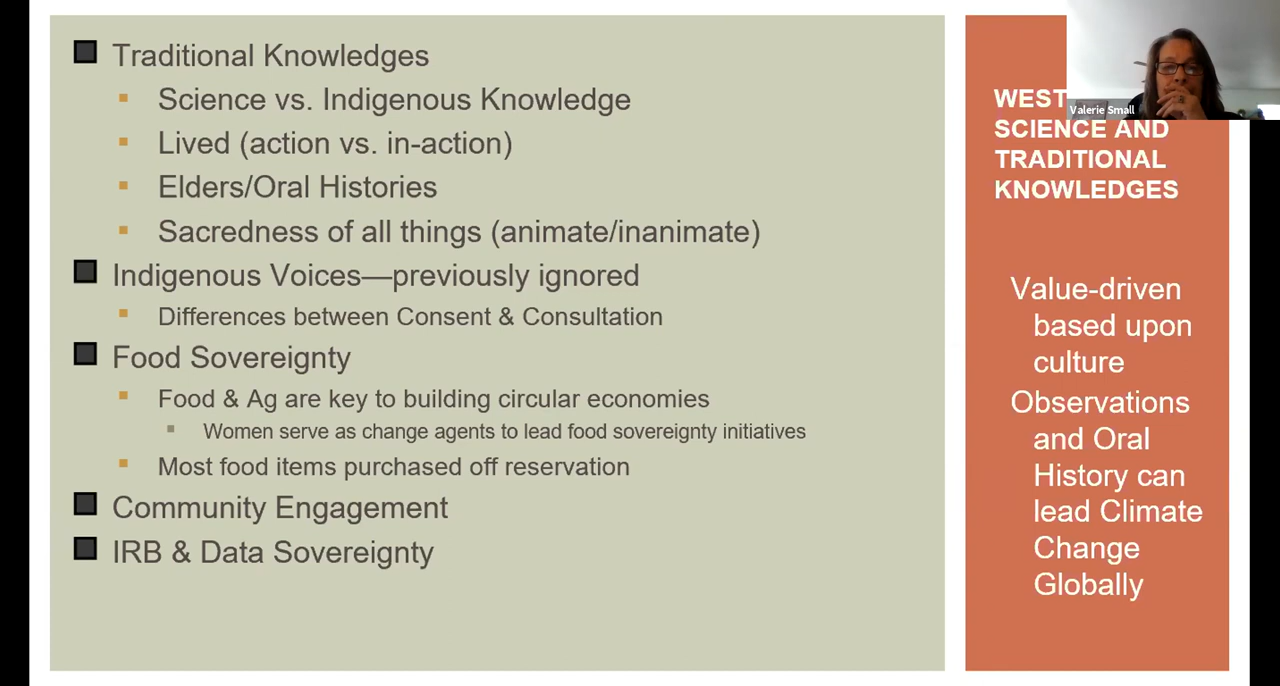 Traditional Knowledges
Science vs. Indigenous Knowledge
Lived (action vs. in-action)
Elders/Oral Histories
Sacredness of all things (animate/inanimate)
Indigenous Voices—previously ignored
Differences between Consent & Consultation
Food Sovereignty
Food & Ag are key to building circular economies
Women serve as change agents to lead food sovereignty initiatives
Most food items purchased off reservation
Community Engagement
IRB & Data Sovereignty
WEST
SCIENCE AND
TRADITIONAL
KNOWLEDGES
Value-driven
based upon
culture
Observations
and Oral
History can
lead Climate
Change
Globally
Valerie Small